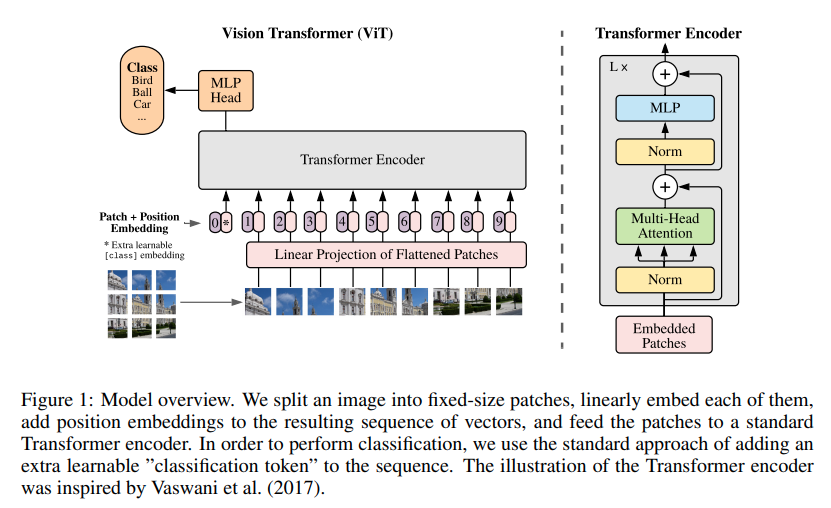 Vision Transformer (ViT)
Class
Bird
Ball
Car
...
MLP
Head
Transformer Encoder
Patch + Position
Embedding
0 * 1 2 3 4 5 6 7 8 9
* Extra learnable
[class] embedding
Linear Projection of Flattened Patches
Transformer Encoder
L x
+
MLP
Norm
+
Multi-Head
Attention
Norm
Embedded
Patches
Figure 1: Model overview. We split an image into fixed-size patches, linearly embed each of them,
add position embeddings to the resulting sequence of vectors, and feed the patches to a standard
Transformer encoder. In order to perform classification, we use the standard approach of adding an
extra learnable ”classification token” to the sequence. The illustration of the Transformer encoder
was inspired by Vaswani et al. (2017).